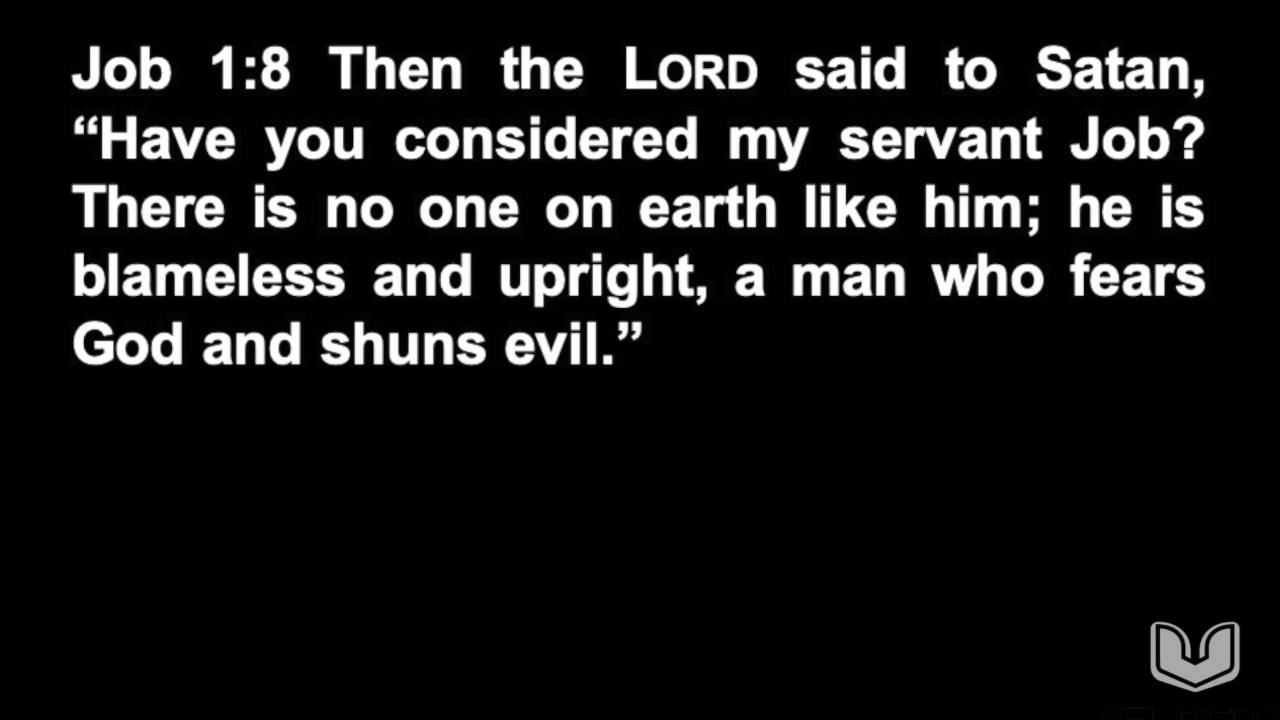 Job 1:8 Then the LORD said to Satan,
“Have you considered my servant Job?
There is no one on earth like him; he is
blameless and upright, a man who fears
God and shuns evil.”